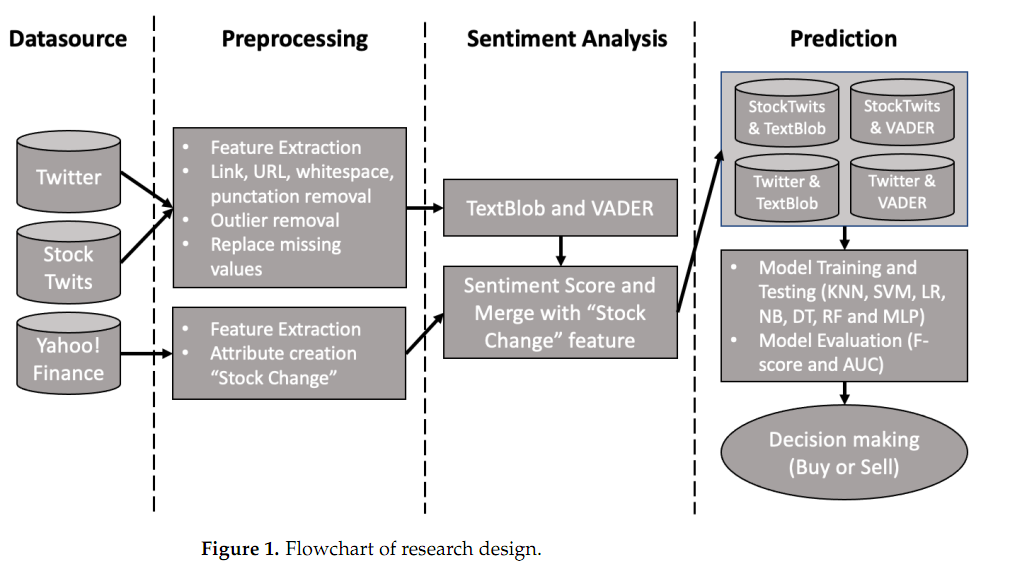 Datasource
Preprocessing
Sentiment Analysis
Prediction
Twitter
Stock
Twits
Yahoo!
Finance
• Feature Extraction
• Link, URL, whitespace,
punctation removal
• Outlier removal
• Replace missing
values
• Feature Extraction
• Attribute creation
“Stock Change”
TextBlob and VADER
Sentiment Score and
Merge with “Stock
Change” feature
StockTwits
& TextBlob
StockTwits
& VADER
Twitter &
TextBlob
Twitter &
VADER
• Model Training and
Testing (KNN, SVM, LR,
NB, DT, RF and MLP)
• Model Evaluation (F-
score and AUC)
Decision making
(Buy or Sell)
Figure 1. Flowchart of research design.